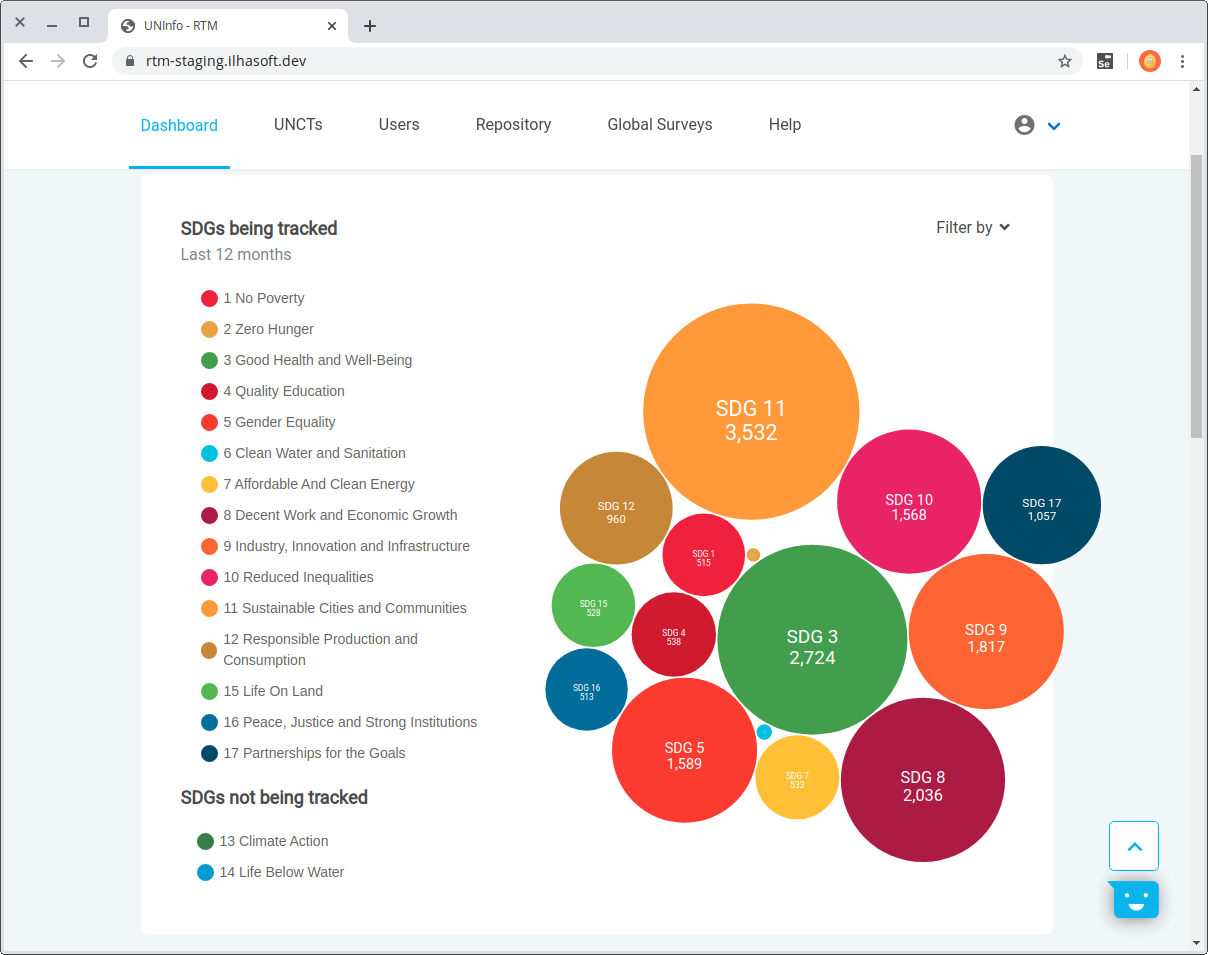 UNInfo - RTM
rtm-staging.ilhasoft.dev
Se
Dashboard
UNCTs
Users
Repository
Global Surveys
Help
SDGs being tracked
Filter by
Last 12 months
1 No Poverty
2 Zero Hunger
3 Good Health and Well-Being
4 Quality Education
5 Gender Equality
6 Clean Water and Sanitation
7 Affordable And Clean Energy
8 Decent Work and Economic Growth
9 Industry, Innovation and Infrastructure
10 Reduced Inequalities
11 Sustainable Cities and Communities
12 Responsible Production and
Consumption
15 Life On Land
16 Peace, Justice and Strong Institutions
17 Partnerships for the Goals
SDGs not being tracked
13 Climate Action
14 Life Below Water
SDG 11
3,532
SDG 12
960
SDG 10
1,568
SDG 17
1,057
SDG 1
515
SDG 15
528
SDG 4
538
SDG 3
2,724
SDG 9
1,817
SDG 16
513
SDG 5
1,589
SDG 7
533
SDG 8
2,036